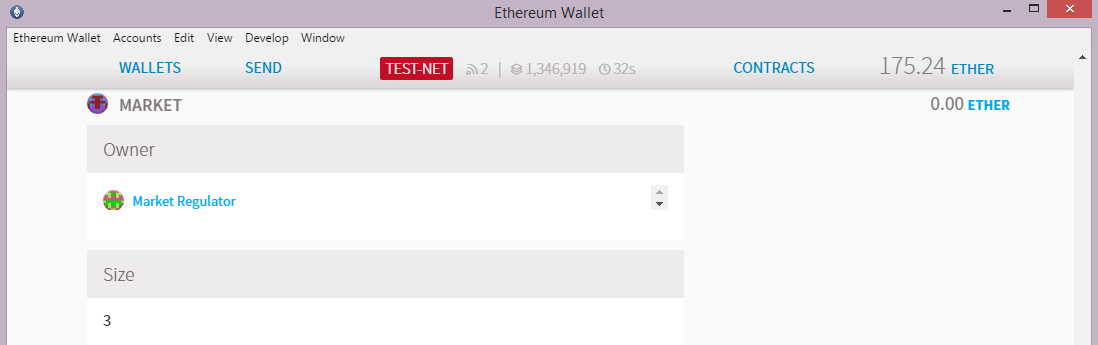 Ethereum Wallet
Ethereum Wallet Accounts Edit View Develop Window
WALLETS SEND TEST-NET 2 | 1,346,919 32s CONTRACTS 175.24 ETHER
MARKET 0.00 ETHER
Owner
Market Regulator
Size
3